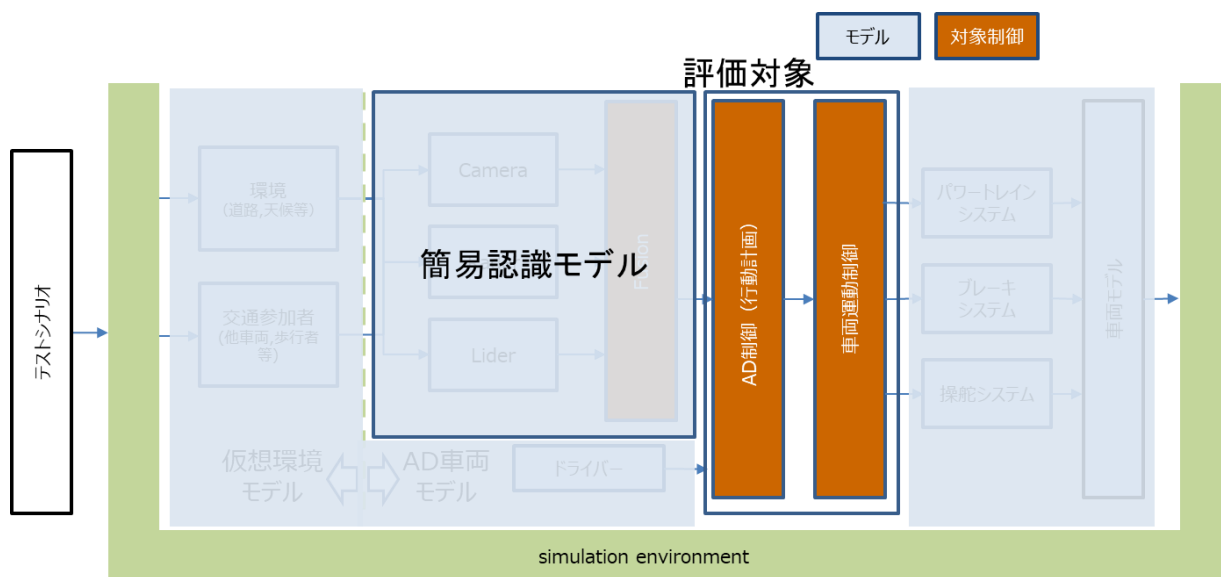 モデル
対象制御
評価対象
テストシナリオ
環境
(道路,天候等)
交通参加者
(他車両,歩行者
等)
Camera
簡易認識モデル
Lider
Fusion
AD制御（行動計画）
車両運動制御
パワートレイン
システム
ブレーキ
システム
操舵システム
車両モデル
仮想環境
モデル
AD車両
モデル
ドライバー
simulation environment